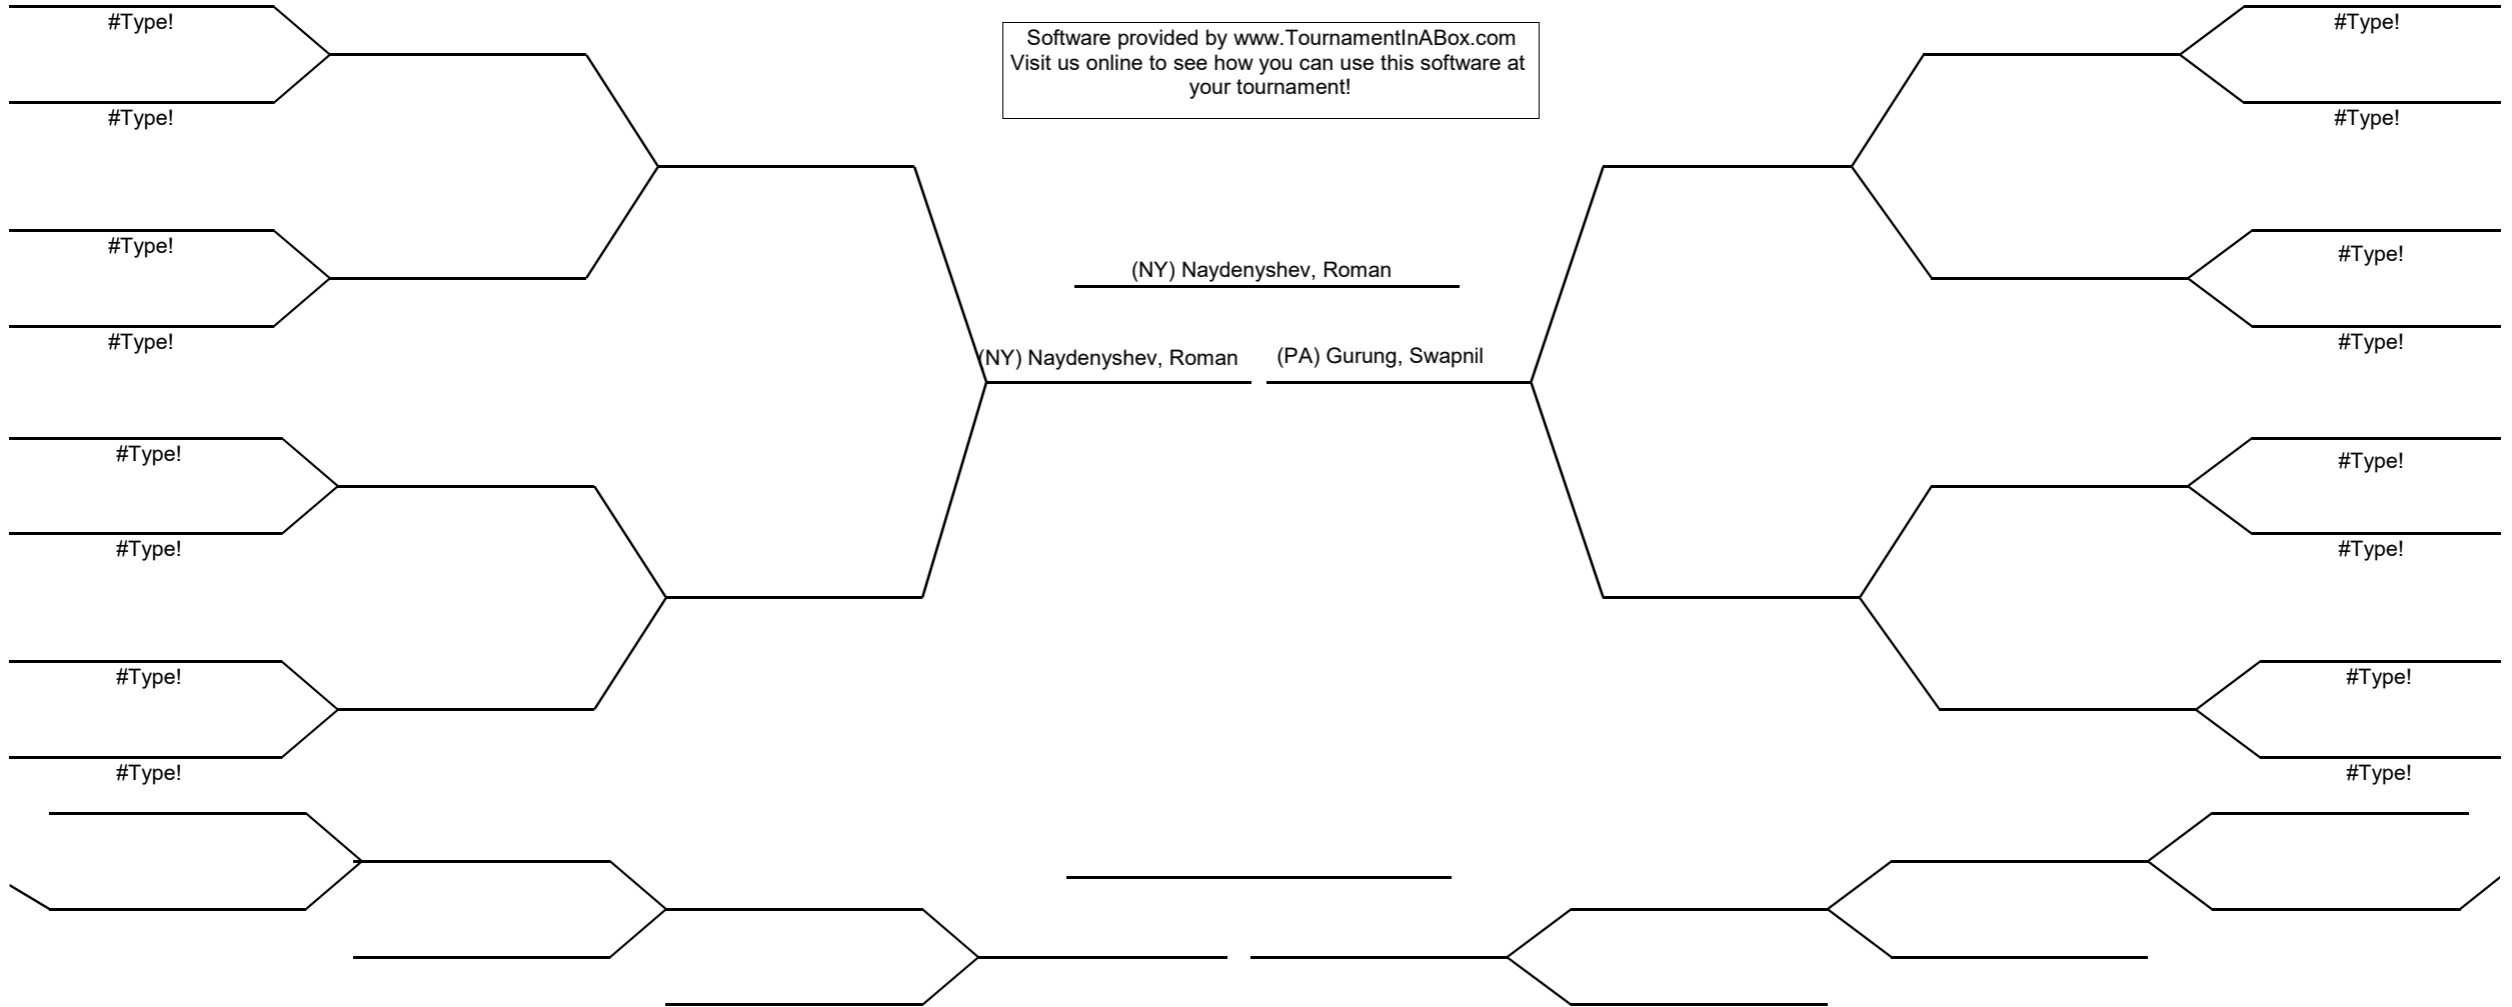 #Type!
#Type!
Software provided by www.TournamentInABox.com
Visit us online to see how you can use this software at
your tournament!
#Type!
#Type!
#Type!
#Type!
(NY) Naydenyshev, Roman
#Type!
#Type!
(NY) Naydenyshev, Roman
(PA) Gurung, Swapnil
#Type!
#Type!
#Type!
#Type!
#Type!
#Type!
#Type!
#Type!